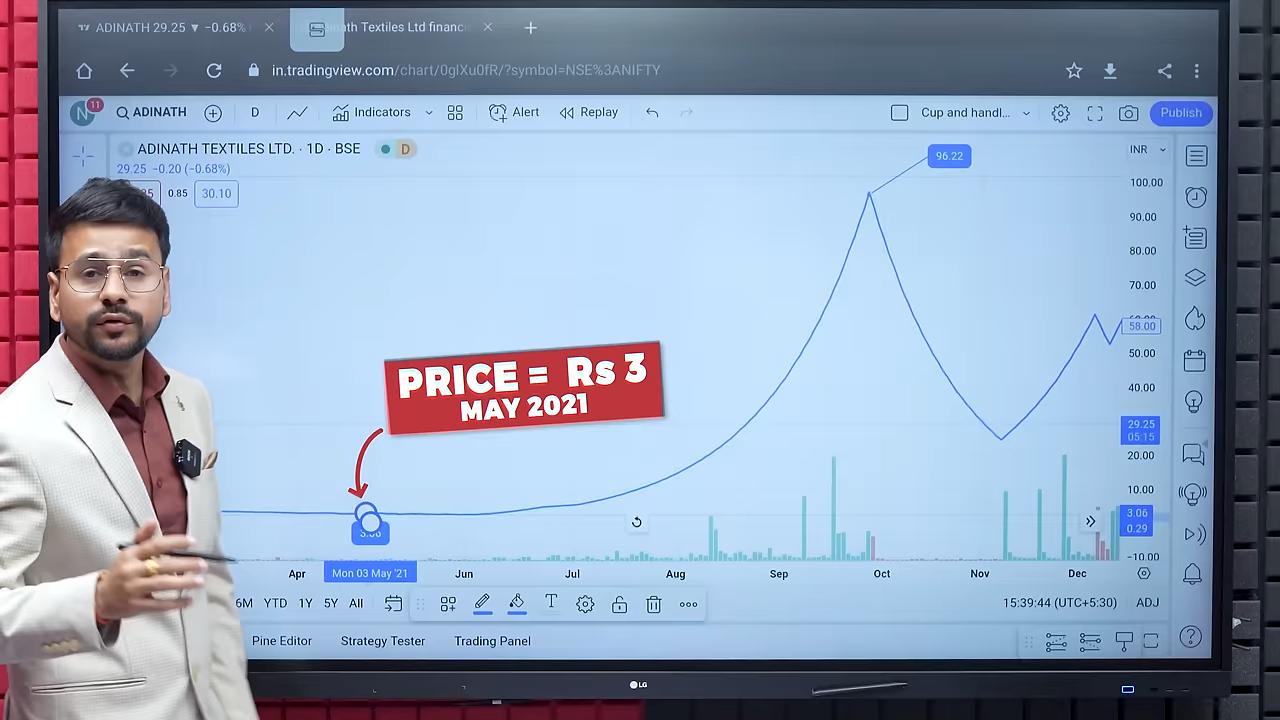 ADINATH 29.25 ▼ −0.68%
nath Textiles Ltd financ
in.tradingview.com/chart/0glXu0fR/?symbol=NSE%3ANIFTY
N 11 ADINATH D Indicators Alert Replay Cup and handl... Publish
ADINATH TEXTILES LTD. · 1D · BSE D
INR
29.25 −0.20 (−0.68%)
0.85 30.10
96.22
100.00
90.00
80.00
70.00
58.00
50.00
40.00
29.25
05:15
20.00
10.00
3.06
0.29
−10.00
PRICE = Rs 3
MAY 2021
Apr Mon 03 May '21 Jun Jul Aug Sep Oct Nov Dec
6M YTD 1Y 5Y All T 15:39:44 (UTC+5:30) ADJ
Pine Editor Strategy Tester Trading Panel
LG